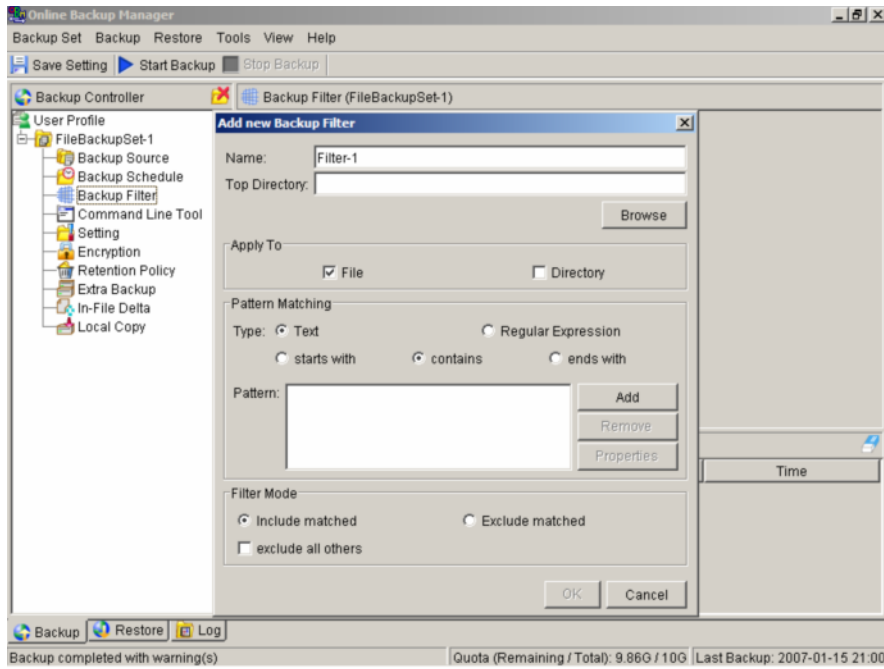 Online Backup Manager
Backup Set Backup Restore Tools View Help
Save Setting Start Backup Stop Backup
Backup Controller
Backup Filter (FileBackupSet-1)
User Profile
FileBackupSet-1
Backup Source
Backup Schedule
Backup Filter
Command Line Tool
Setting
Encryption
Retention Policy
Extra Backup
In-File Delta
Local Copy
Add new Backup Filter
Name: Filter-1
Top Directory:
Browse
Apply To
File Directory
Pattern Matching
Type: Text Regular Expression
starts with contains ends with
Pattern:
Add
Remove
Properties
Filter Mode
Include matched Exclude matched
exclude all others
OK Cancel
Time
Backup Restore Log
Backup completed with warning(s) Quota (Remaining / Total): 9.86G / 10G Last Backup: 2007-01-15 21:00